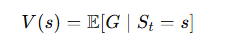 V(s) = 𝔼[G | S_t = s]